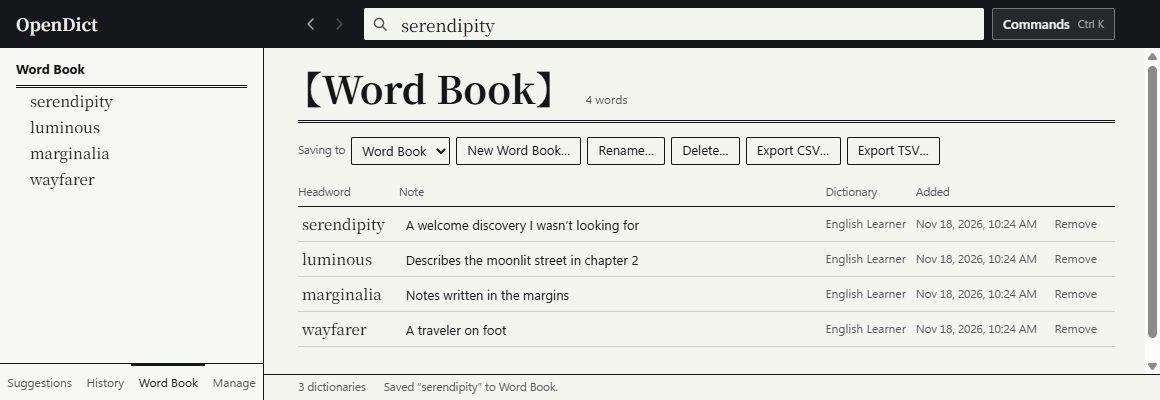 OpenDict
serendipity
Commands Ctrl K
Word Book
serendipity
luminous
marginalia
wayfarer
Suggestions History Word Book Manage
【Word Book】 4 words
Saving to Word Book New Word Book... Rename... Delete... Export CSV... Export TSV...
Headword Note Dictionary Added
serendipity A welcome discovery I wasn’t looking for English Learner Nov 18, 2026, 10:24 AM Remove
luminous Describes the moonlit street in chapter 2 English Learner Nov 18, 2026, 10:24 AM Remove
marginalia Notes written in the margins English Learner Nov 18, 2026, 10:24 AM Remove
wayfarer A traveler on foot English Learner Nov 18, 2026, 10:24 AM Remove
3 dictionaries Saved “serendipity” to Word Book.